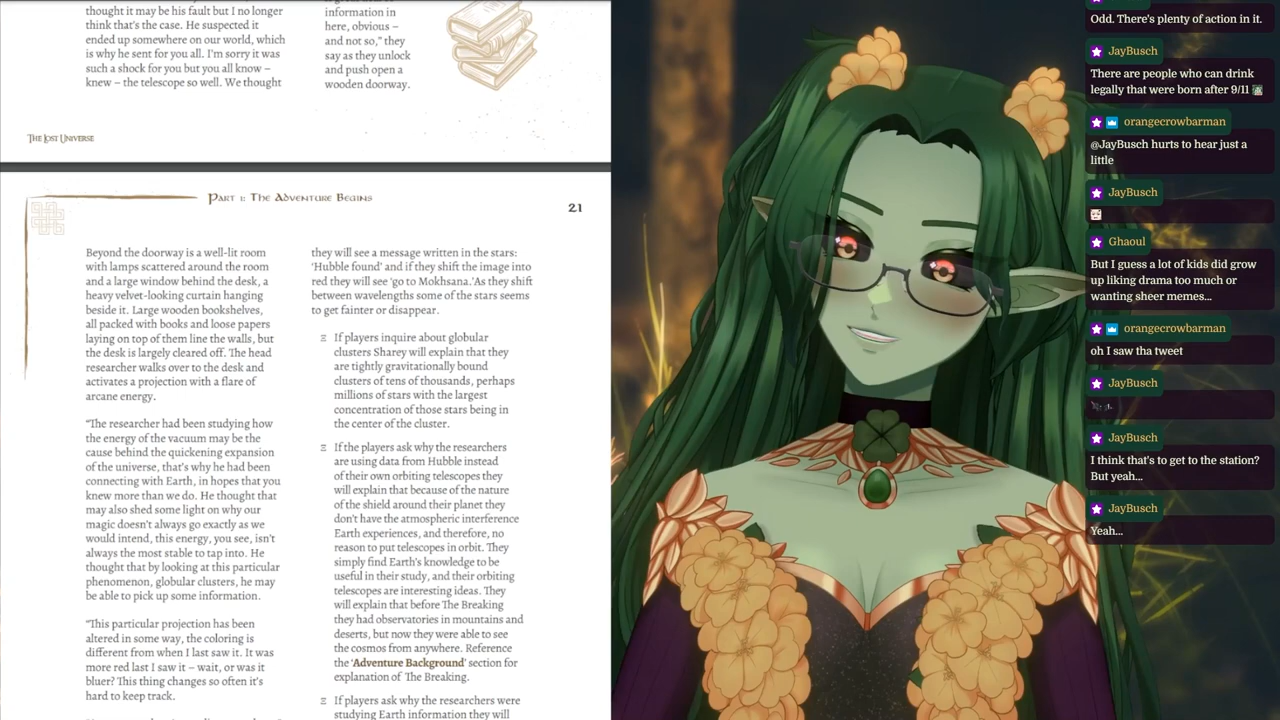 thought it may be his fault but I no longer
think that's the case. He suspected it
ended up somewhere on our world, which
is why he sent for you all. I'm sorry it was
such a shock for you but you all know –
knew – the telescope so well. We thought
information in
here, obvious –
and not so," they
say as they unlock
and push open a
wooden doorway.
The Lost Universe
Part 1: The Adventure Begins
21
Beyond the doorway is a well-lit room
with lamps scattered around the room
and a large window behind the desk, a
heavy velvet-looking curtain hanging
beside it. Large wooden bookshelves,
all packed with books and loose papers
laying on top of them line the walls, but
the desk is largely cleared off. The head
researcher walks over to the desk and
activates a projection with a flare of
arcane energy.
"The researcher had been studying how
the energy of the vacuum may be the
cause behind the quickening expansion
of the universe, that's why he had been
connecting with Earth, in hopes that you
knew more than we do. He thought that
may also shed some light on why our
magic doesn't always go exactly as we
would intend, this energy, you see, isn't
always the most stable to tap into. He
thought that by looking at this particular
phenomenon, globular clusters, he may
be able to pick up some information.
"This particular projection has been
altered in some way, the coloring is
different from when I last saw it. It was
more red last I saw it – wait, or was it
bluer? This thing changes so often it's
hard to keep track.
they will see a message written in the stars:
'Hubble found' and if they shift the image into
red they will see 'go to Mokhsana.'As they shift
between wavelengths some of the stars seems
to get fainter or disappear.
Ξ If players inquire about globular
clusters Sharey will explain that they
are tightly gravitationally bound
clusters of tens of thousands, perhaps
millions of stars with the largest
concentration of those stars being in
the center of the cluster.
Ξ If the players ask why the researchers
are using data from Hubble instead
of their own orbiting telescopes they
will explain that because of the nature
of the shield around their planet they
don't have the atmospheric interference
Earth experiences, and therefore, no
reason to put telescopes in orbit. They
simply find Earth's knowledge to be
useful in their study, and their orbiting
telescopes are interesting ideas. They
will explain that before The Breaking
they had observatories in mountains and
deserts, but now they were able to see
the cosmos from anywhere. Reference
the 'Adventure Background' section for
explanation of The Breaking.
Ξ If players ask why the researchers were
studying Earth information they will
Odd. There's plenty of action in it.
JayBusch
There are people who can drink
legally that were born after 9/11
orangecrowbarman
@JayBusch hurts to hear just a
little
JayBusch
Ghaoul
But I guess a lot of kids did grow
up liking drama too much or
wanting sheer memes...
orangecrowbarman
oh I saw tha tweet
JayBusch
JayBusch
I think that's to get to the station?
But yeah...
JayBusch
Yeah...